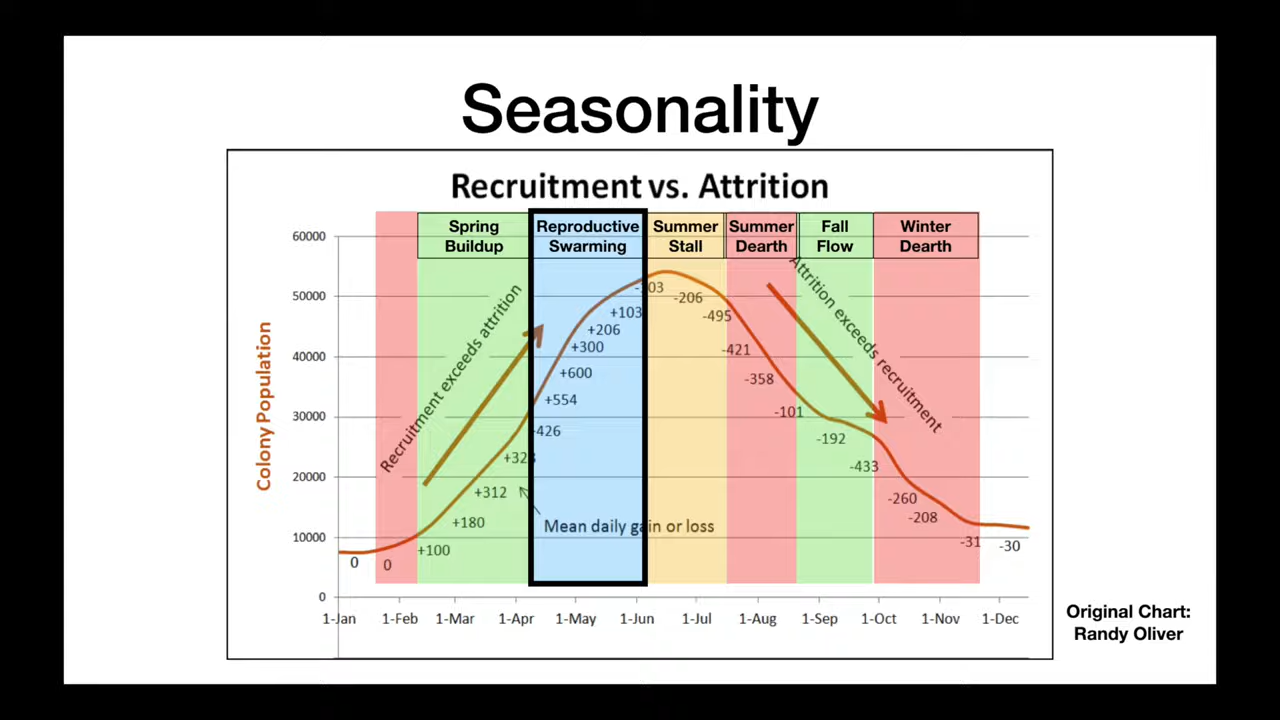 Seasonality
Recruitment vs. Attrition
Spring
Buildup
Reproductive
Swarming
Summer
Stall
Summer
Dearth
Fall
Flow
Winter
Dearth
60000
50000
40000
30000
20000
10000
0
Colony Population
Recruitment exceeds attrition
Attrition exceeds recruitment
0
0
+100
+180
+312
+323
-426
+554
+600
+300
+206
+103
-103
-206
-495
-421
-358
-101
-192
-433
-260
-208
-31
-30
Mean daily gain or loss
1-Jan
1-Feb
1-Mar
1-Apr
1-May
1-Jun
1-Jul
1-Aug
1-Sep
1-Oct
1-Nov
1-Dec
Original Chart:
Randy Oliver